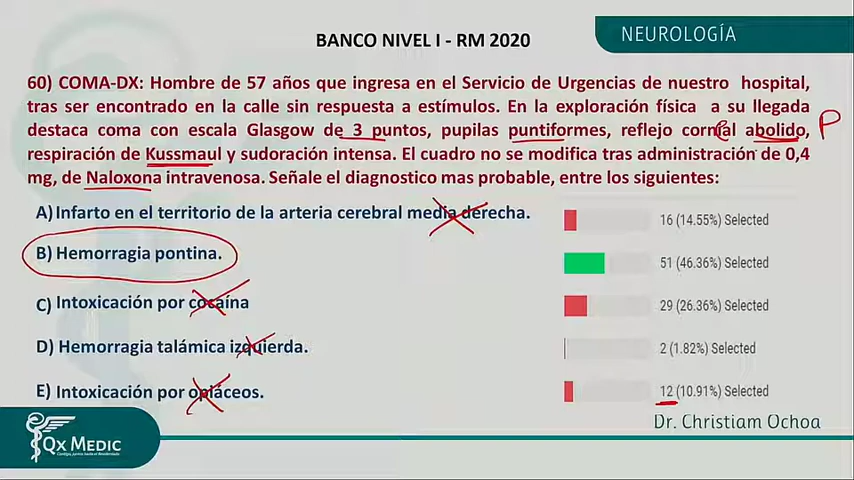 BANCO NIVEL I - RM 2020
NEUROLOGÍA
60) COMA-DX: Hombre de 57 años que ingresa en el Servicio de Urgencias de nuestro hospital,
tras ser encontrado en la calle sin respuesta a estímulos. En la exploración física a su llegada
destaca coma con escala Glasgow de 3 puntos, pupilas puntiformes, reflejo corneal abolido, P
respiración de Kussmaul y sudoración intensa. El cuadro no se modifica tras administración de 0,4
mg, de Naloxona intravenosa. Señale el diagnostico mas probable, entre los siguientes:
A) Infarto en el territorio de la arteria cerebral media derecha.
16 (14.55%) Selected
B) Hemorragia pontina.
51 (46.36%) Selected
C) Intoxicación por cocaína
29 (26.36%) Selected
D) Hemorragia talámica izquierda.
2 (1.82%) Selected
E) Intoxicación por opiáceos.
12 (10.91%) Selected
Dr. Christiam Ochoa
QX MEDIC